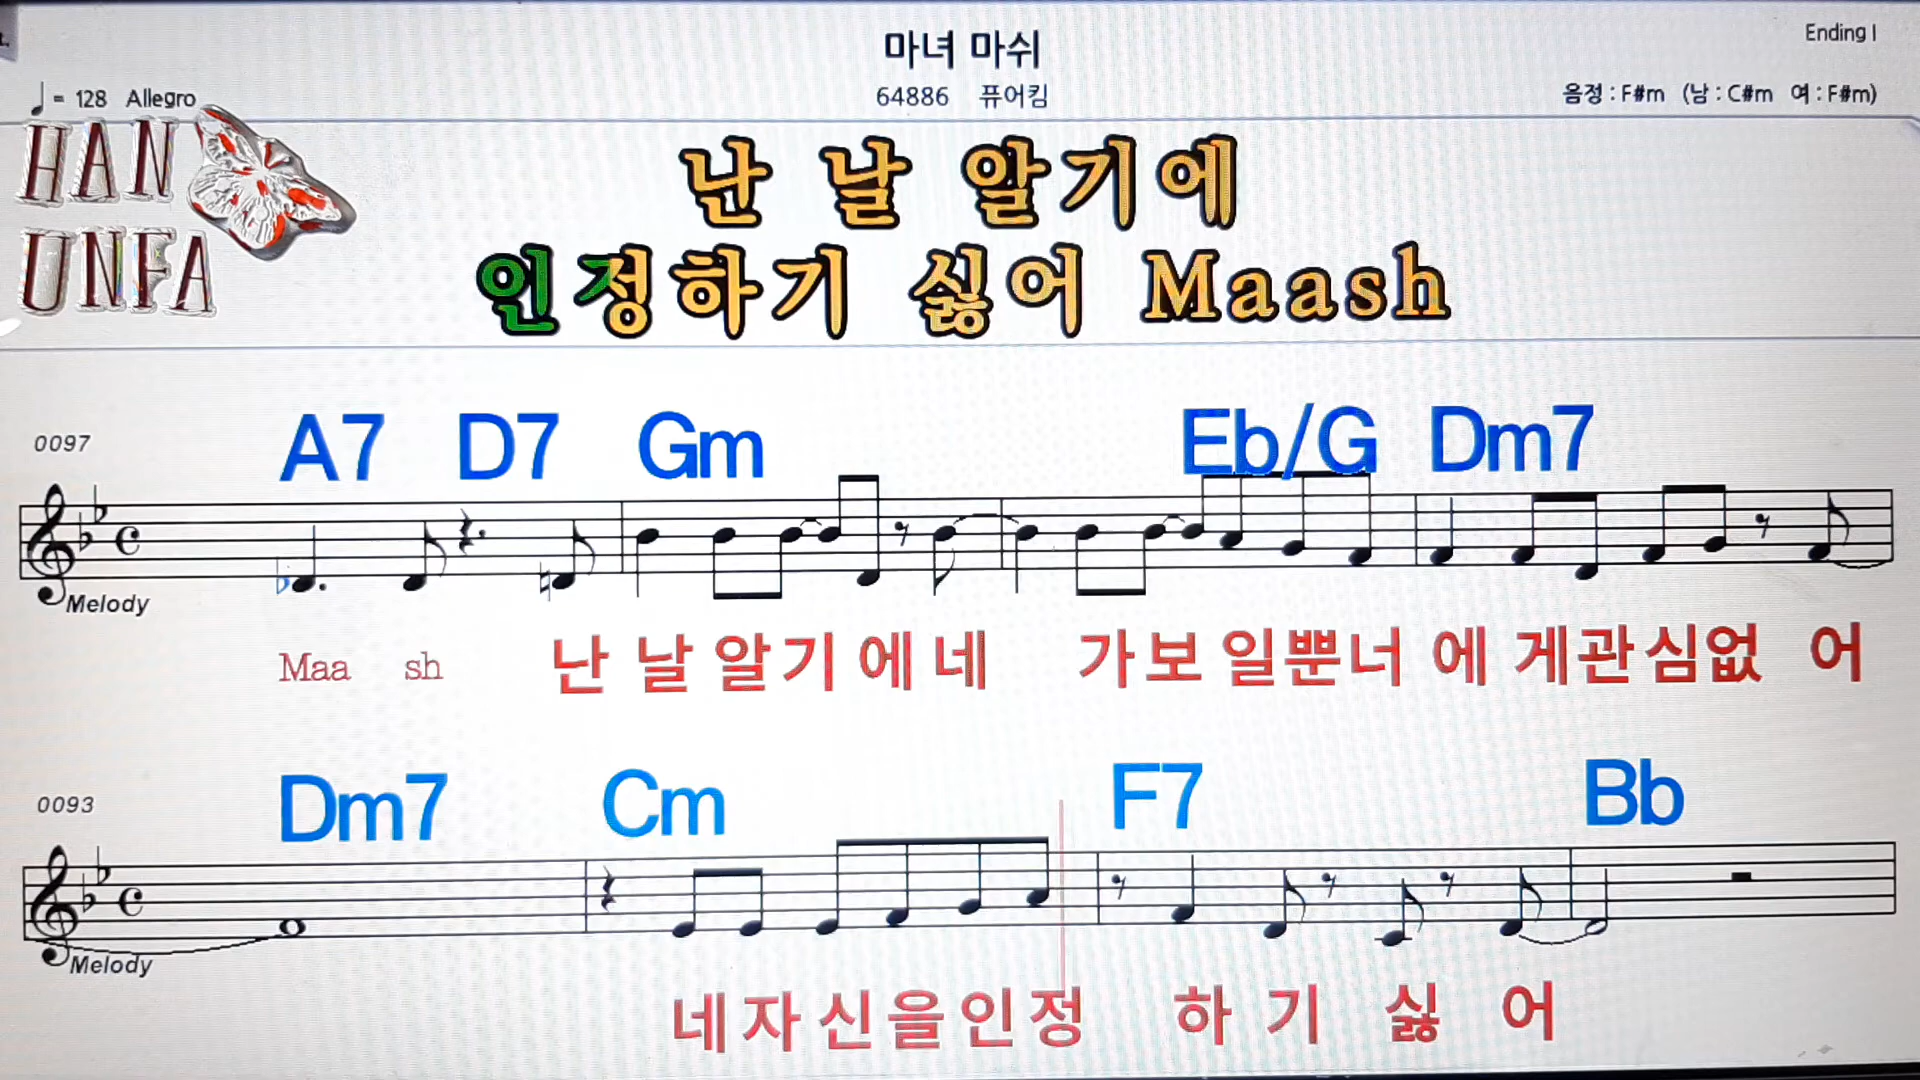 마녀 마쉬
Ending I
♩= 128 Allegro
64886 퓨어킴
음정 : F#m (남 : C#m 여 : F#m)
HAN
UNFA
난 날 알기에
인정하기 싫어 Maash
0097
A7 D7 Gm Eb/G Dm7
Melody
Maa sh 난 날 알기 에 네 가보 일뿐너 에 게관 심없 어
0093
Dm7 Cm F7 Bb
Melody
네자 신을인정 하 기 싫 어